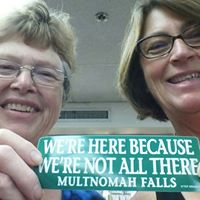 WE'RE HERE BECAUSE
WE'RE NOT ALL THERE
MULTNOMAH FALLS